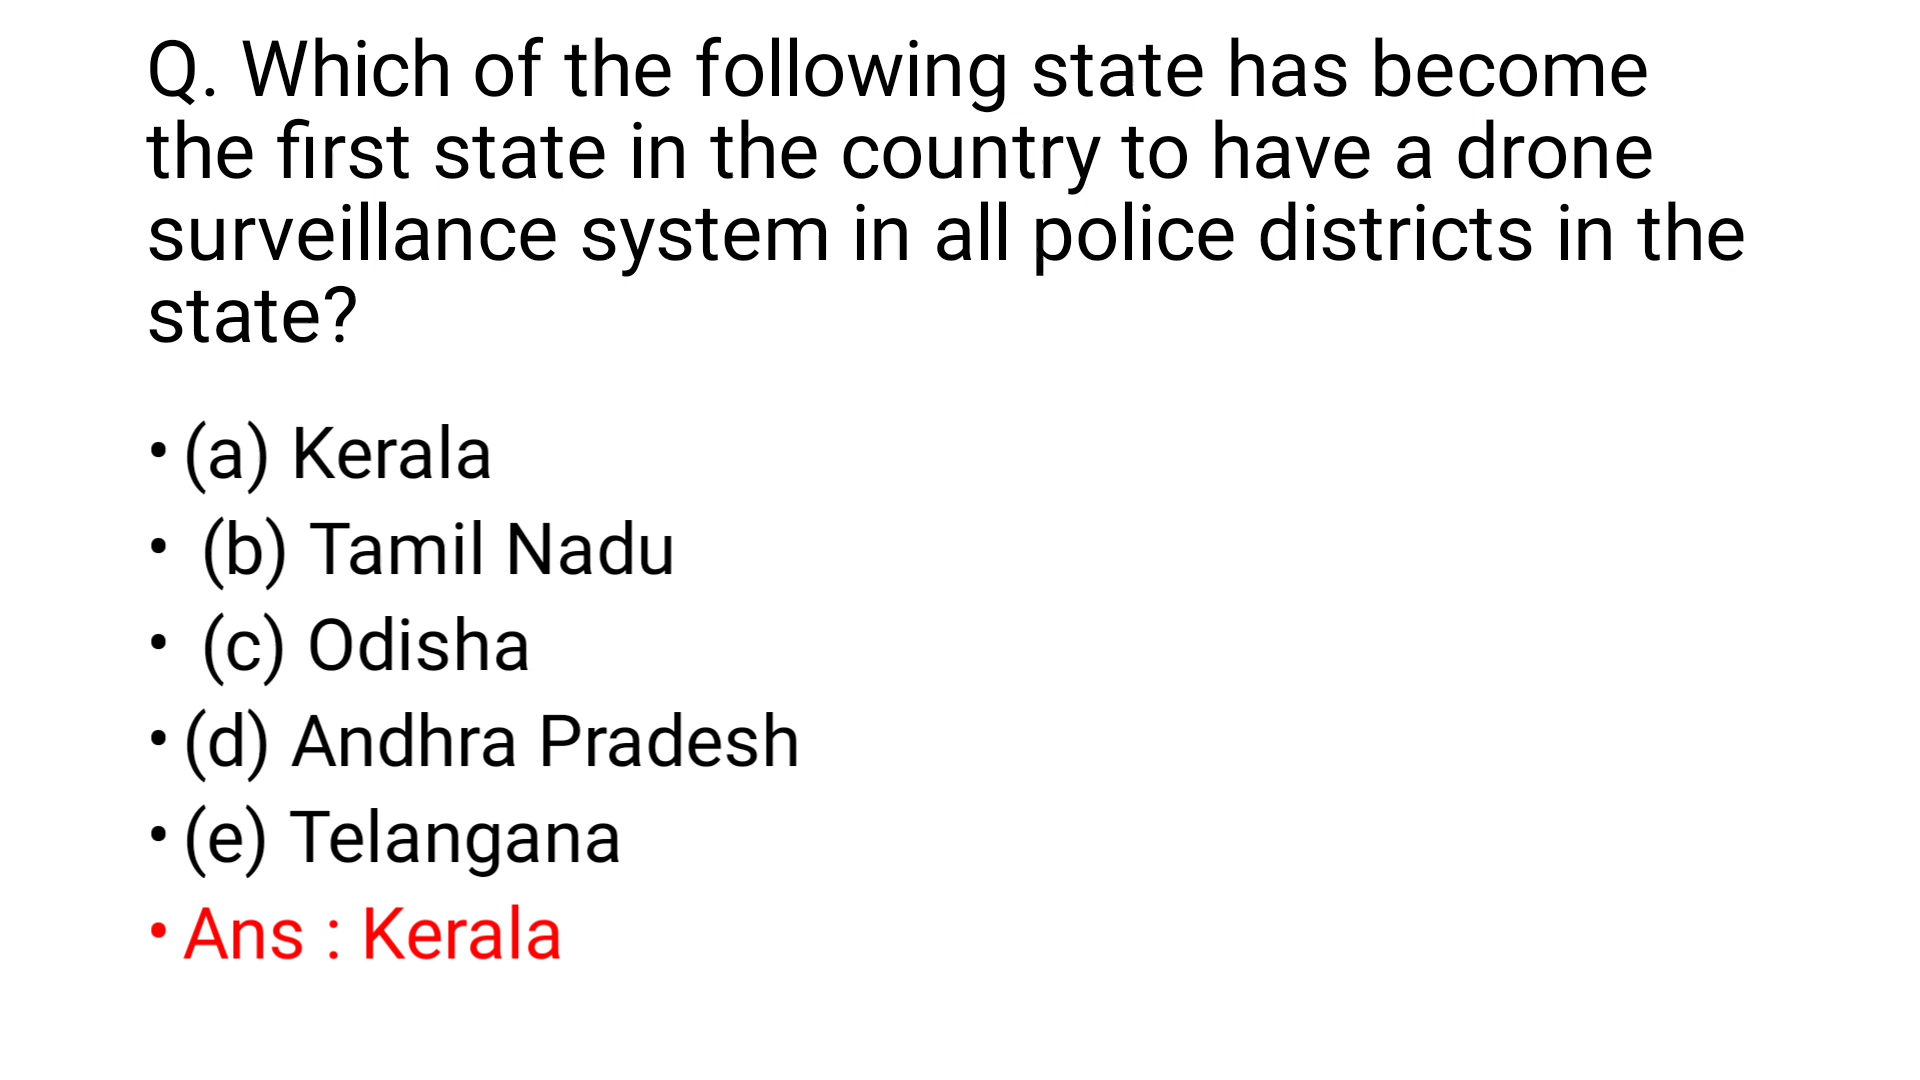 Q. Which of the following state has become
the first state in the country to have a drone
surveillance system in all police districts in the
state?
• (a) Kerala
• (b) Tamil Nadu
• (c) Odisha
• (d) Andhra Pradesh
• (e) Telangana
• Ans : Kerala